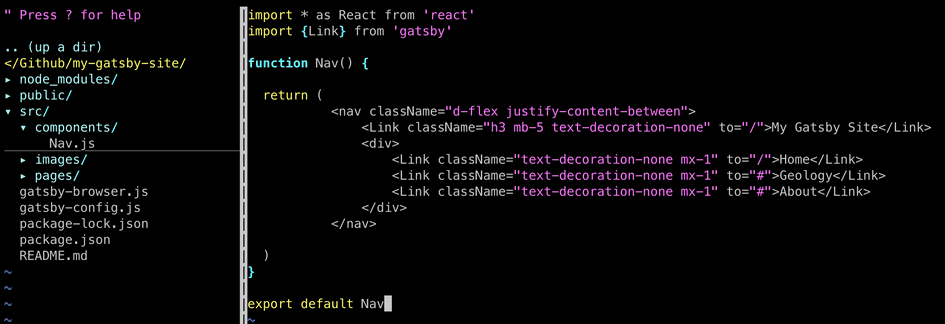 " Press ? for help
.. (up a dir)
</Github/my-gatsby-site/
▸ node_modules/
▸ public/
▾ src/
▾ components/
Nav.js
▸ images/
▸ pages/
gatsby-browser.js
gatsby-config.js
package-lock.json
package.json
README.md
~
~
~
~
import * as React from 'react'
import {Link} from 'gatsby'
function Nav() {
return (
<nav className="d-flex justify-content-between">
<Link className="h3 mb-5 text-decoration-none" to="/">My Gatsby Site</Link>
<div>
<Link className="text-decoration-none mx-1" to="/">Home</Link>
<Link className="text-decoration-none mx-1" to="#">Geology</Link>
<Link className="text-decoration-none mx-1" to="#">About</Link>
</div>
</nav>
)
}
export default Nav
~